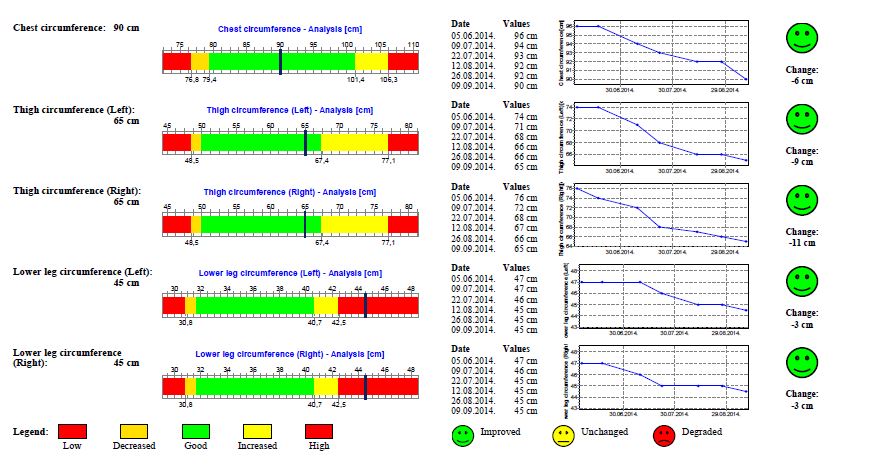 Chest circumference: 90 cm
Chest circumference - Analysis [cm]
75 80 85 90 95 100 105 110
76,8 79,4 101,4 106,3
Date Values
05.06.2014. 96 cm
09.07.2014. 94 cm
22.07.2014. 93 cm
12.08.2014. 92 cm
26.08.2014. 92 cm
09.09.2014. 90 cm
Chest circumference[cm]
96
95
94
93
92
91
90
30.06.2014. 30.07.2014. 29.08.2014.
Change:
-6 cm
Thigh circumference (Left):
65 cm
Thigh circumference (Left) - Analysis [cm]
45 50 55 60 65 70 75 80
48,5 67,4 77,1
Date Values
05.06.2014. 74 cm
09.07.2014. 71 cm
22.07.2014. 68 cm
12.08.2014. 66 cm
26.08.2014. 66 cm
09.09.2014. 65 cm
Thigh circumference (Left)[c
74
72
70
68
66
30.06.2014. 30.07.2014. 29.08.2014.
Change:
-9 cm
Thigh circumference (Right):
65 cm
Thigh circumference (Right) - Analysis [cm]
45 50 55 60 65 70 75 80
48,5 67,4 77,1
Date Values
05.06.2014. 76 cm
09.07.2014. 72 cm
22.07.2014. 68 cm
12.08.2014. 67 cm
26.08.2014. 66 cm
09.09.2014. 65 cm
Thigh circumference (Right)[
76
74
72
70
68
66
64
30.06.2014. 30.07.2014. 29.08.2014.
Change:
-11 cm
Lower leg circumference (Left):
45 cm
Lower leg circumference (Left) - Analysis [cm]
30 32 34 36 38 40 42 44 46 48
30,8 40,7 42,5
Date Values
05.06.2014. 47 cm
09.07.2014. 47 cm
22.07.2014. 46 cm
12.08.2014. 45 cm
26.08.2014. 45 cm
09.09.2014. 45 cm
ower leg circumference (Left)
48
47
46
45
44
43
30.06.2014. 30.07.2014. 29.08.2014.
Change:
-3 cm
Lower leg circumference
(Right): 45 cm
Lower leg circumference (Right) - Analysis [cm]
30 32 34 36 38 40 42 44 46 48
30,8 40,7 42,5
Date Values
05.06.2014. 47 cm
09.07.2014. 46 cm
22.07.2014. 45 cm
12.08.2014. 45 cm
26.08.2014. 45 cm
09.09.2014. 45 cm
wer leg circumference (Right
48
47
46
45
44
43
30.06.2014. 30.07.2014. 29.08.2014.
Change:
-3 cm
Legend:
Low Decreased Good Increased High
Improved Unchanged Degraded